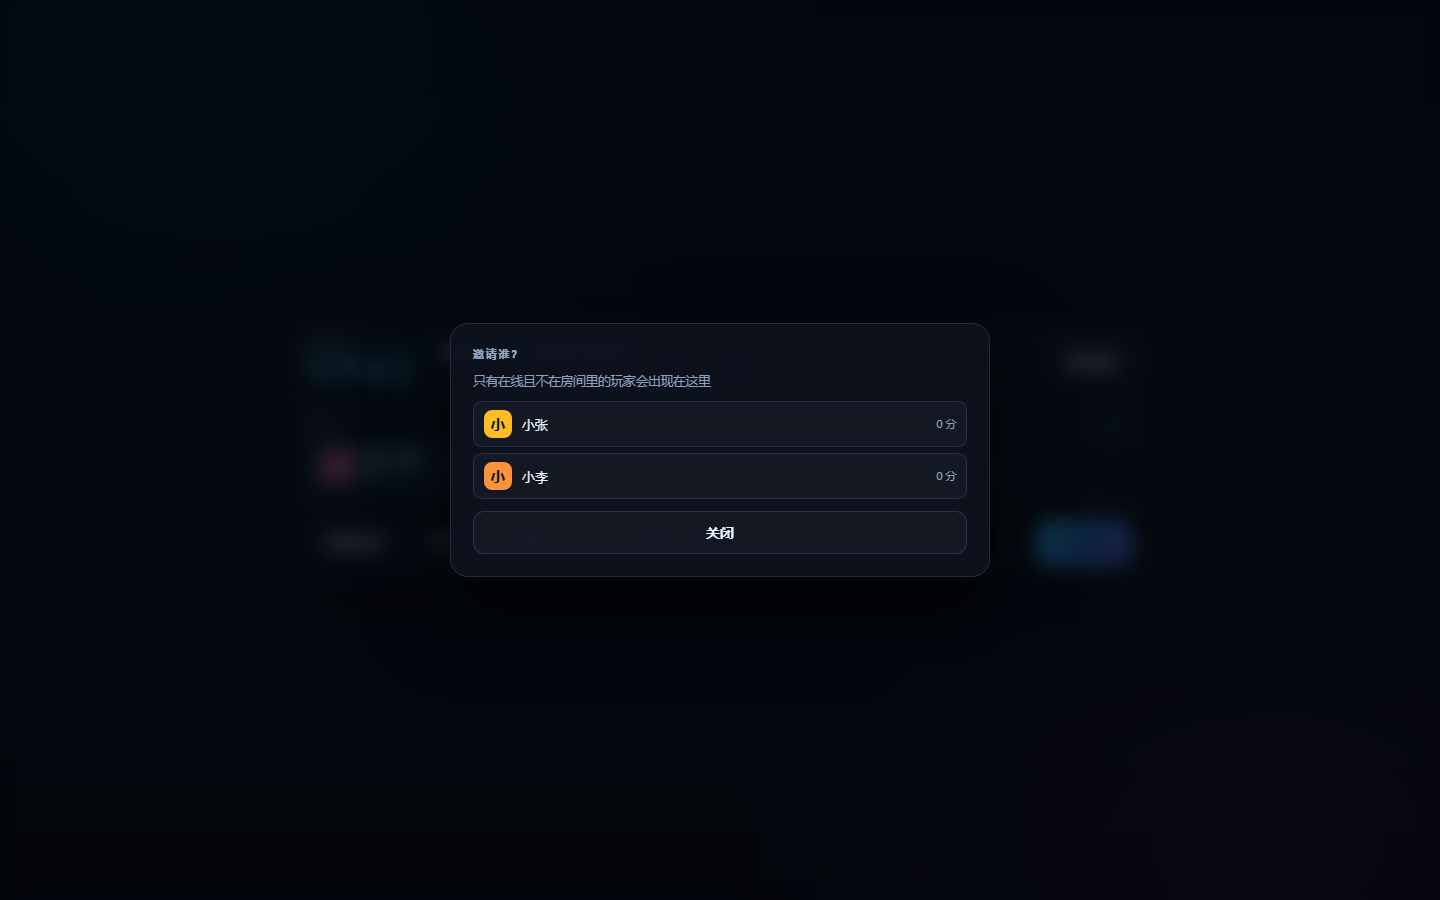 邀请谁?
只有在线且不在房间里的玩家会出现在这里
小 小张 0 分
小 小李 0 分
关闭